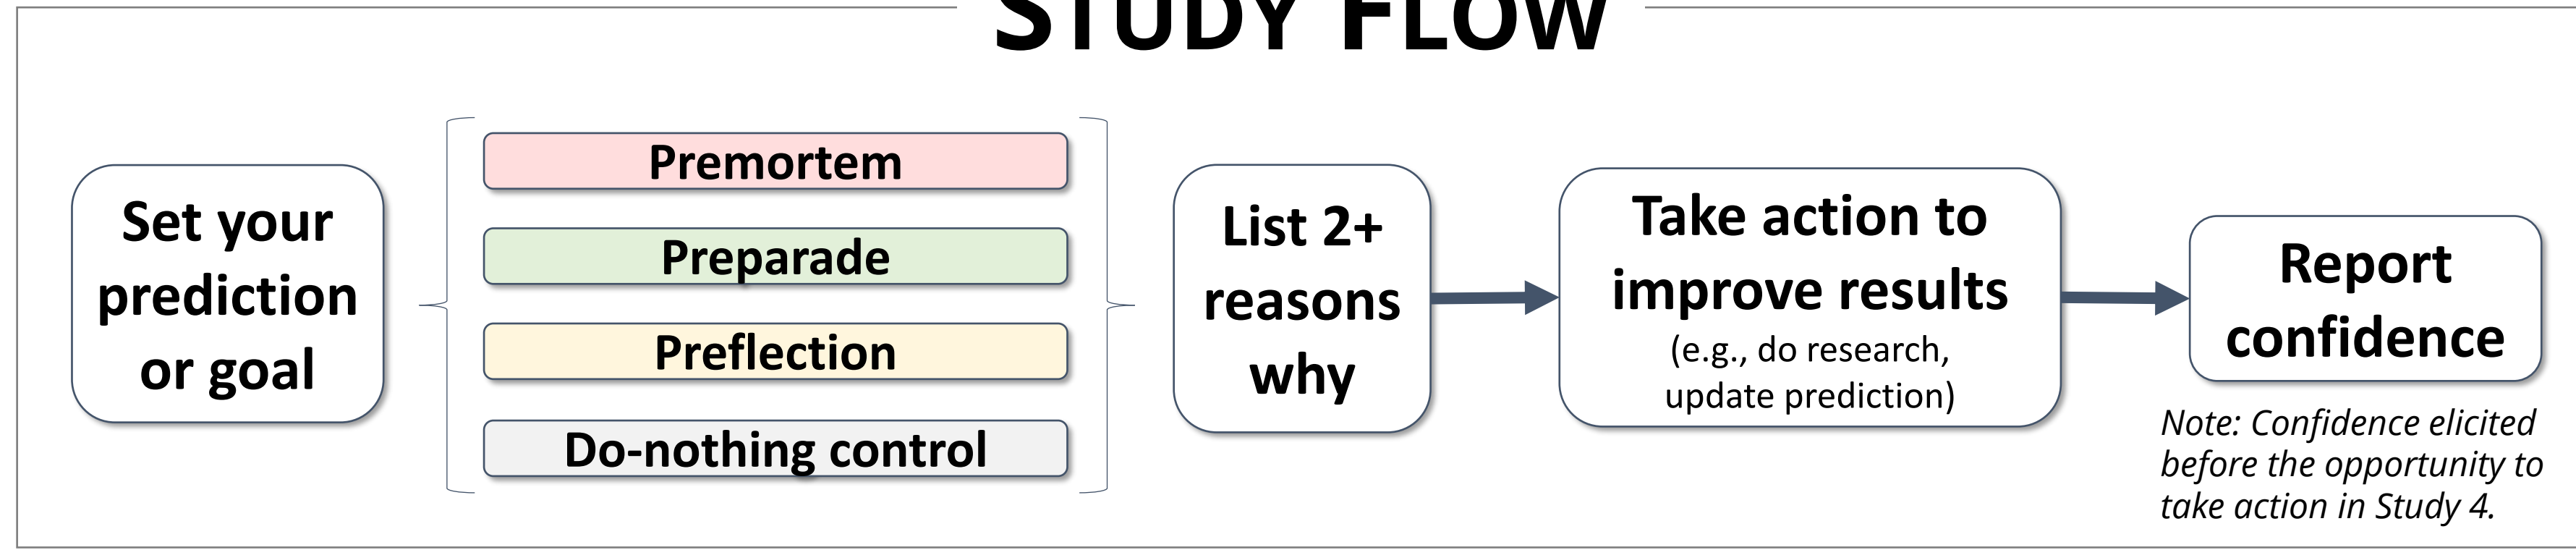 STUDY FLOW
Set your
prediction
or goal
Premortem
Preparade
Preflection
Do-nothing control
List 2+
reasons
why
Take action to
improve results
(e.g., do research,
update prediction)
Report
confidence
Note: Confidence elicited
before the opportunity to
take action in Study 4.